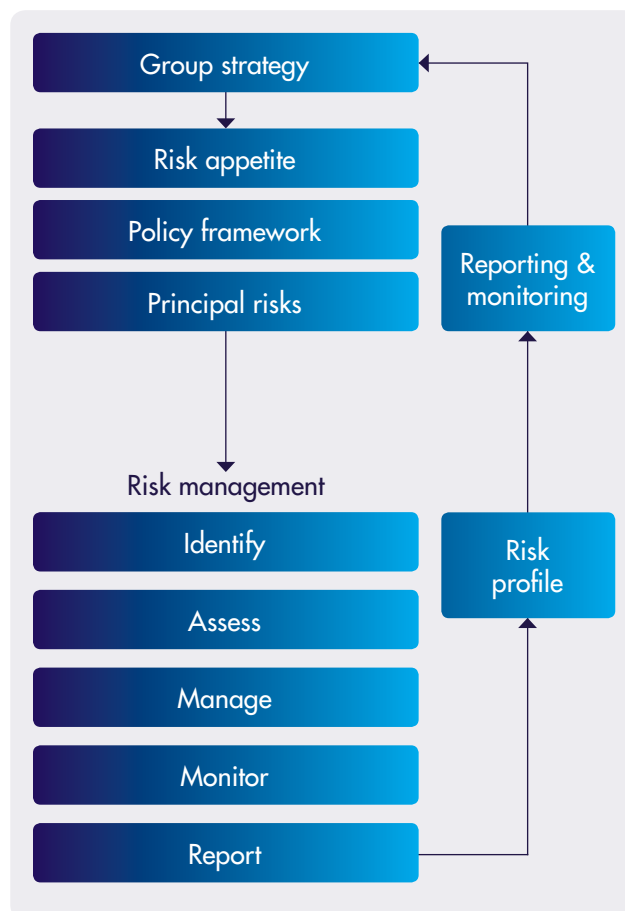 Group strategy
Risk appetite
Policy framework
Principal risks
Risk management
Identify
Assess
Manage
Monitor
Report
Risk
profile
Reporting &
monitoring